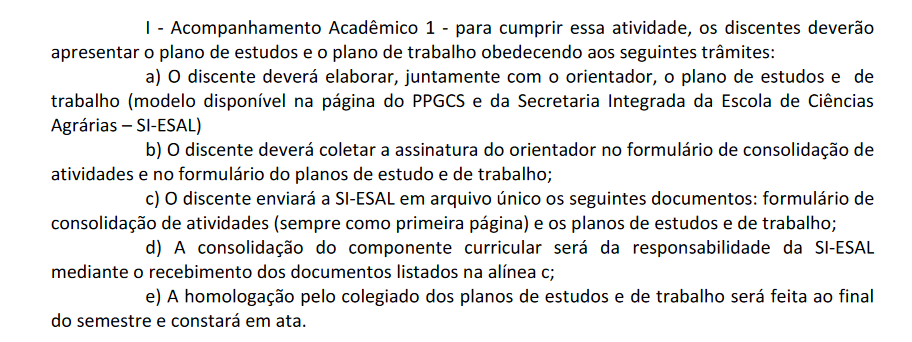 I - Acompanhamento Acadêmico 1 - para cumprir essa atividade, os discentes deverão
apresentar o plano de estudos e o plano de trabalho obedecendo aos seguintes trâmites:
a) O discente deverá elaborar, juntamente com o orientador, o plano de estudos e de
trabalho (modelo disponível na página do PPGCS e da Secretaria Integrada da Escola de Ciências
Agrárias – SI-ESAL)
b) O discente deverá coletar a assinatura do orientador no formulário de consolidação de
atividades e no formulário do planos de estudo e de trabalho;
c) O discente enviará a SI-ESAL em arquivo único os seguintes documentos: formulário de
consolidação de atividades (sempre como primeira página) e os planos de estudos e de trabalho;
d) A consolidação do componente curricular será da responsabilidade da SI-ESAL
mediante o recebimento dos documentos listados na alínea c;
e) A homologação pelo colegiado dos planos de estudos e de trabalho será feita ao final
do semestre e constará em ata.